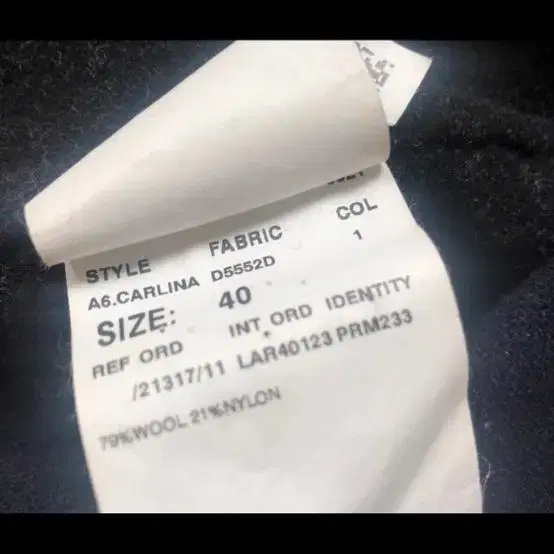 STYLE FABRIC COL
A6.CARLINA D5552D 1
SIZE: 40
REF ORD INT. ORD IDENTITY
/21317/11 LAR40123 PRM233
79%WOOL 21%NYLON